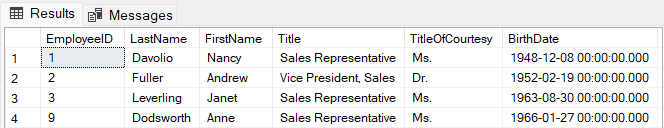 Results Messages
EmployeeID LastName FirstName Title TitleOfCourtesy BirthDate
1 1 Davolio Nancy Sales Representative Ms. 1948-12-08 00:00:00.000
2 2 Fuller Andrew Vice President, Sales Dr. 1952-02-19 00:00:00.000
3 3 Leverling Janet Sales Representative Ms. 1963-08-30 00:00:00.000
4 9 Dodsworth Anne Sales Representative Ms. 1966-01-27 00:00:00.000